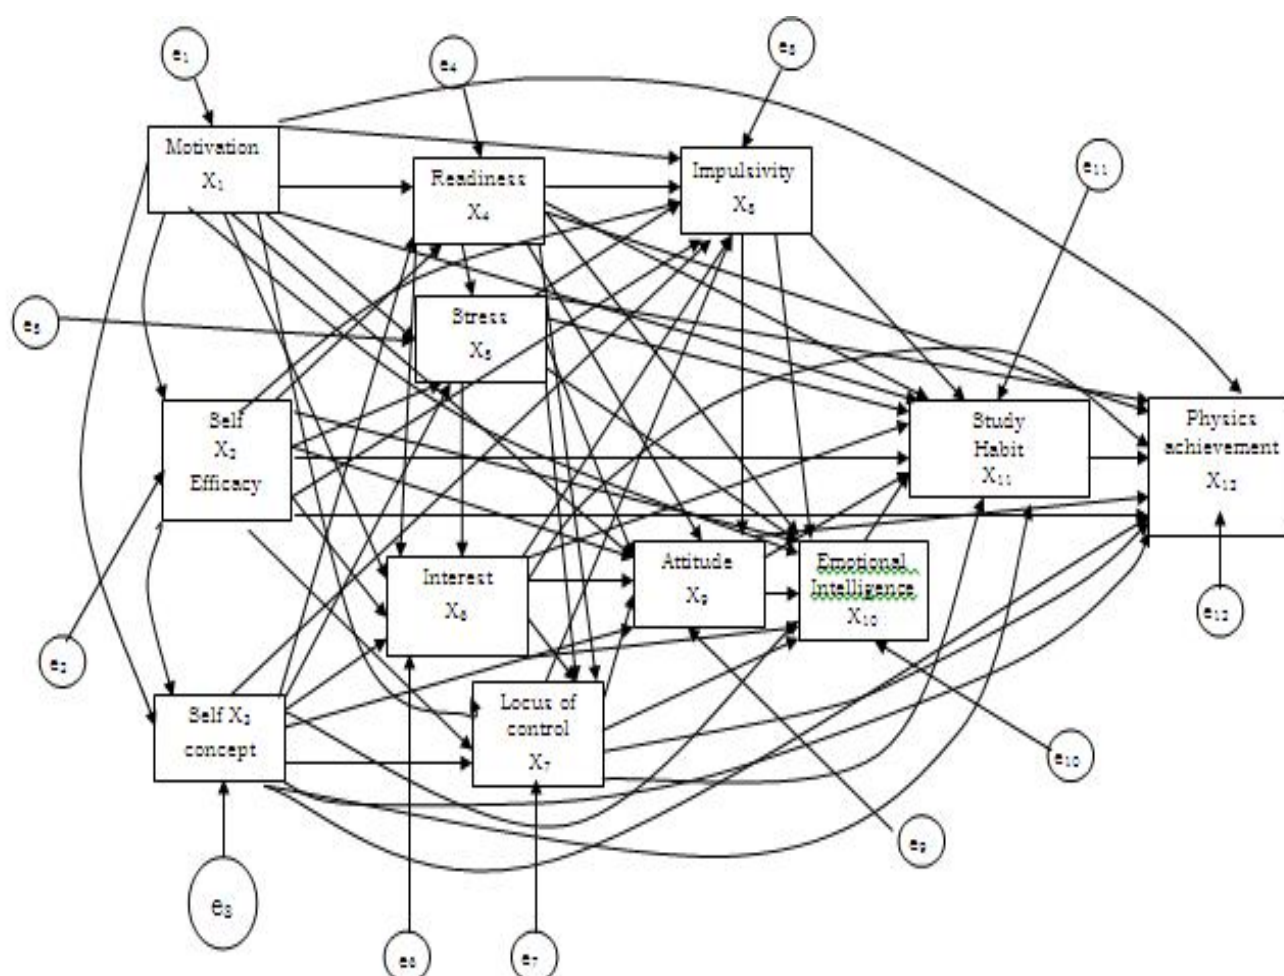 e₁
e₄
e₈
Motivation
X₁
Readiness
X₄
Impulsivity
X₈
e₁₁
e₅
Stress
X₅
Self
X₂
Efficacy
Study
Habit
X₁₁
Physics
achievement
X₁₂
Interest
X₆
Attitude
X₉
Emotional
Intelligence
X₁₀
e₁₂
e₂
Self X₃
concept
Locus of
control
X₇
e₁₀
e₉
e₃
e₆
e₇